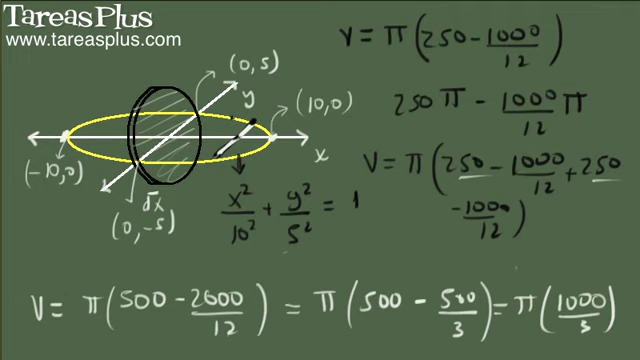 TareasPlus
www.tareasplus.com
V = π(250 - 1000/12)
(0, 5)
y
(10,0)
250π - 1000/12 π
x
(-10,0)
V = π(250 - 1000/12 + 250
- 1000/12)
dx
(0, -5)
x²/10² + y²/5² = 1
V = π(500 - 2000/12) = π(500 - 500/3) = π(1000/3)